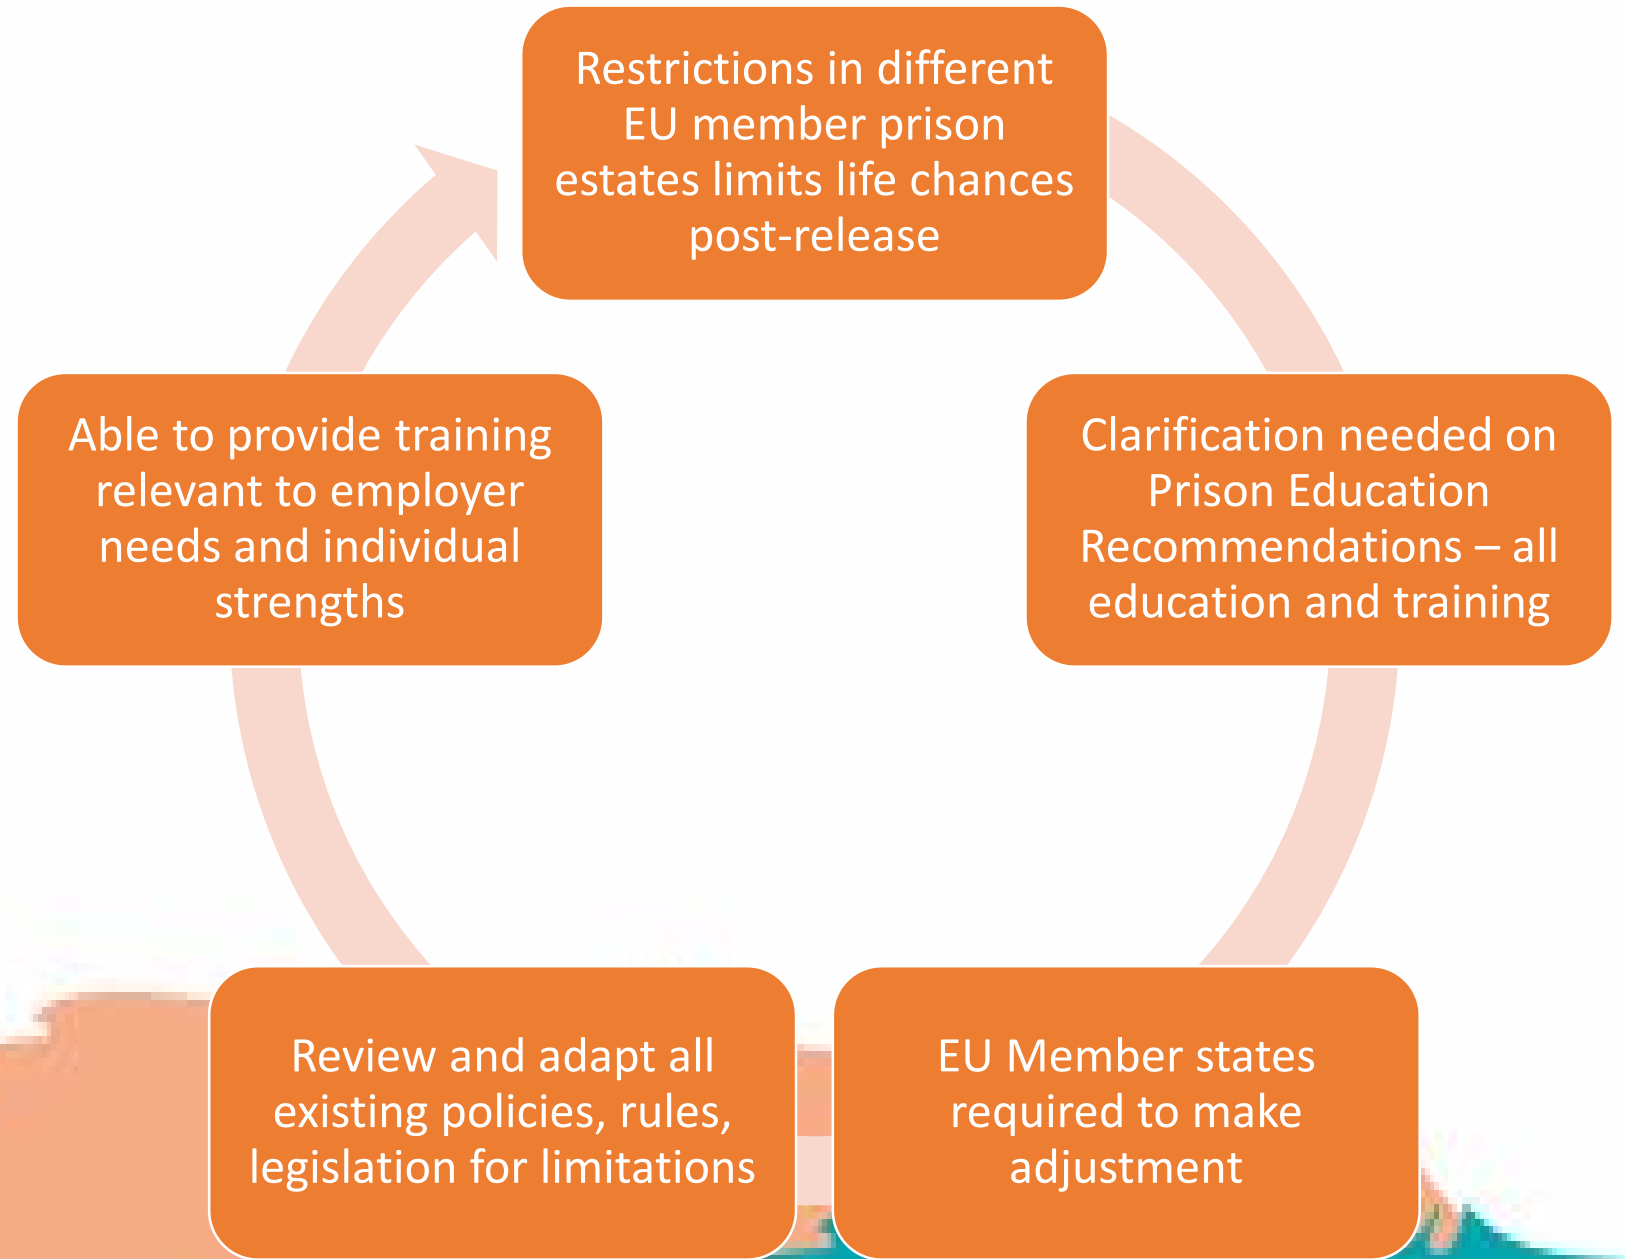 Restrictions in different
EU member prison
estates limits life chances
post-release
Clarification needed on
Prison Education
Recommendations – all
education and training
EU Member states
required to make
adjustment
Review and adapt all
existing policies, rules,
legislation for limitations
Able to provide training
relevant to employer
needs and individual
strengths